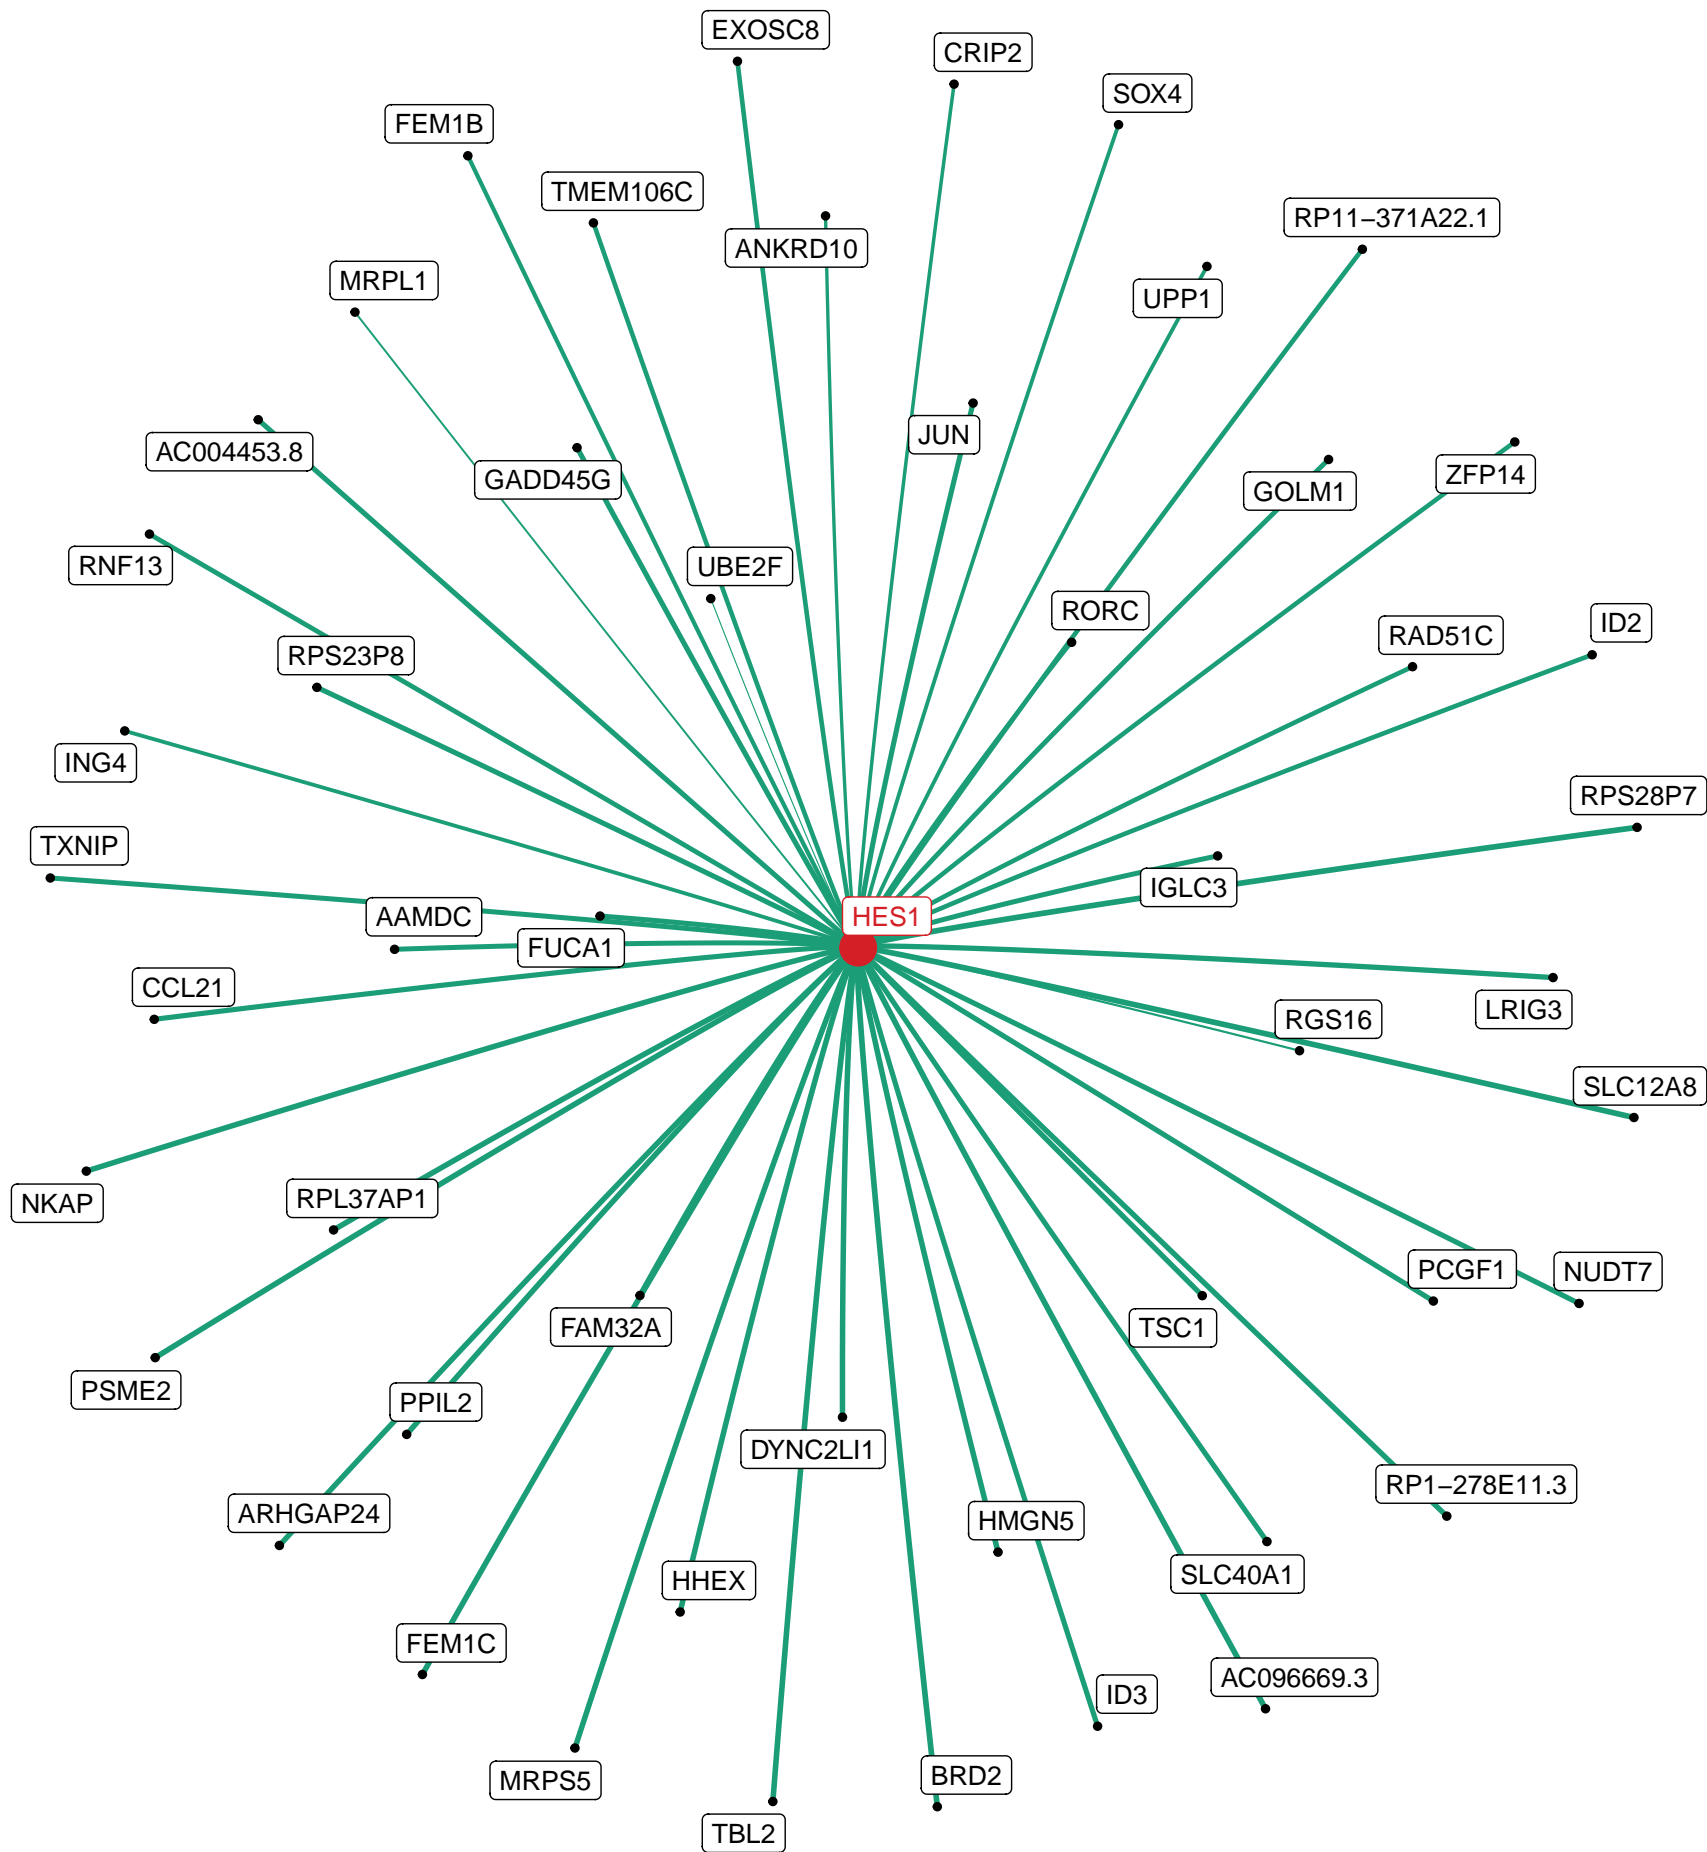 EXOSC8
CRIP2
SOX4
FEM1B
TMEM106C
RP11−371A22.1
ANKRD10
MRPL1
UPP1
JUN
AC004453.8
GADD45G
ZFP14
GOLM1
RNF13
UBE2F
RORC
ID2
RAD51C
RPS23P8
ING4
RPS28P7
TXNIP
IGLC3
AAMDC
HES1
FUCA1
CCL21
LRIG3
RGS16
SLC12A8
RPL37AP1
NKAP
PCGF1
NUDT7
FAM32A
TSC1
PSME2
PPIL2
DYNC2LI1
RP1−278E11.3
ARHGAP24
HMGN5
SLC40A1
HHEX
FEM1C
AC096669.3
ID3
BRD2
MRPS5
TBL2